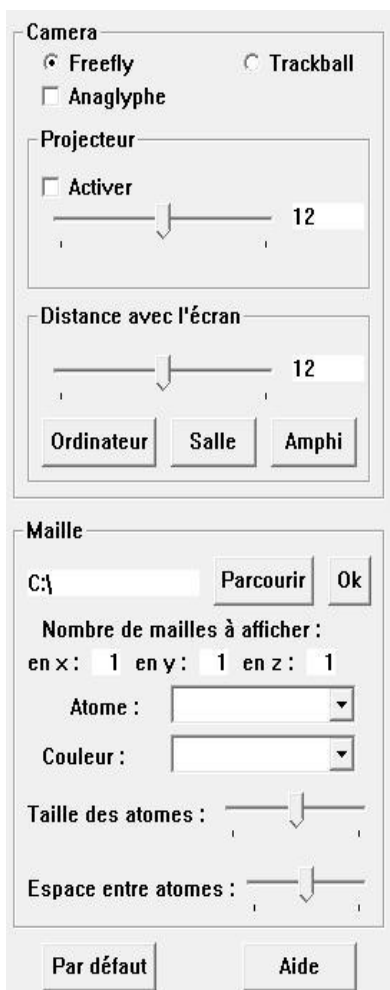 Camera
Freefly Trackball
Anaglyphe
Projecteur
Activer
12
Distance avec l'écran
12
Ordinateur Salle Amphi
Maille
C:\ Parcourir Ok
Nombre de mailles à afficher :
en x : 1 en y : 1 en z : 1
Atome :
Couleur :
Taille des atomes :
Espace entre atomes :
Par défaut Aide